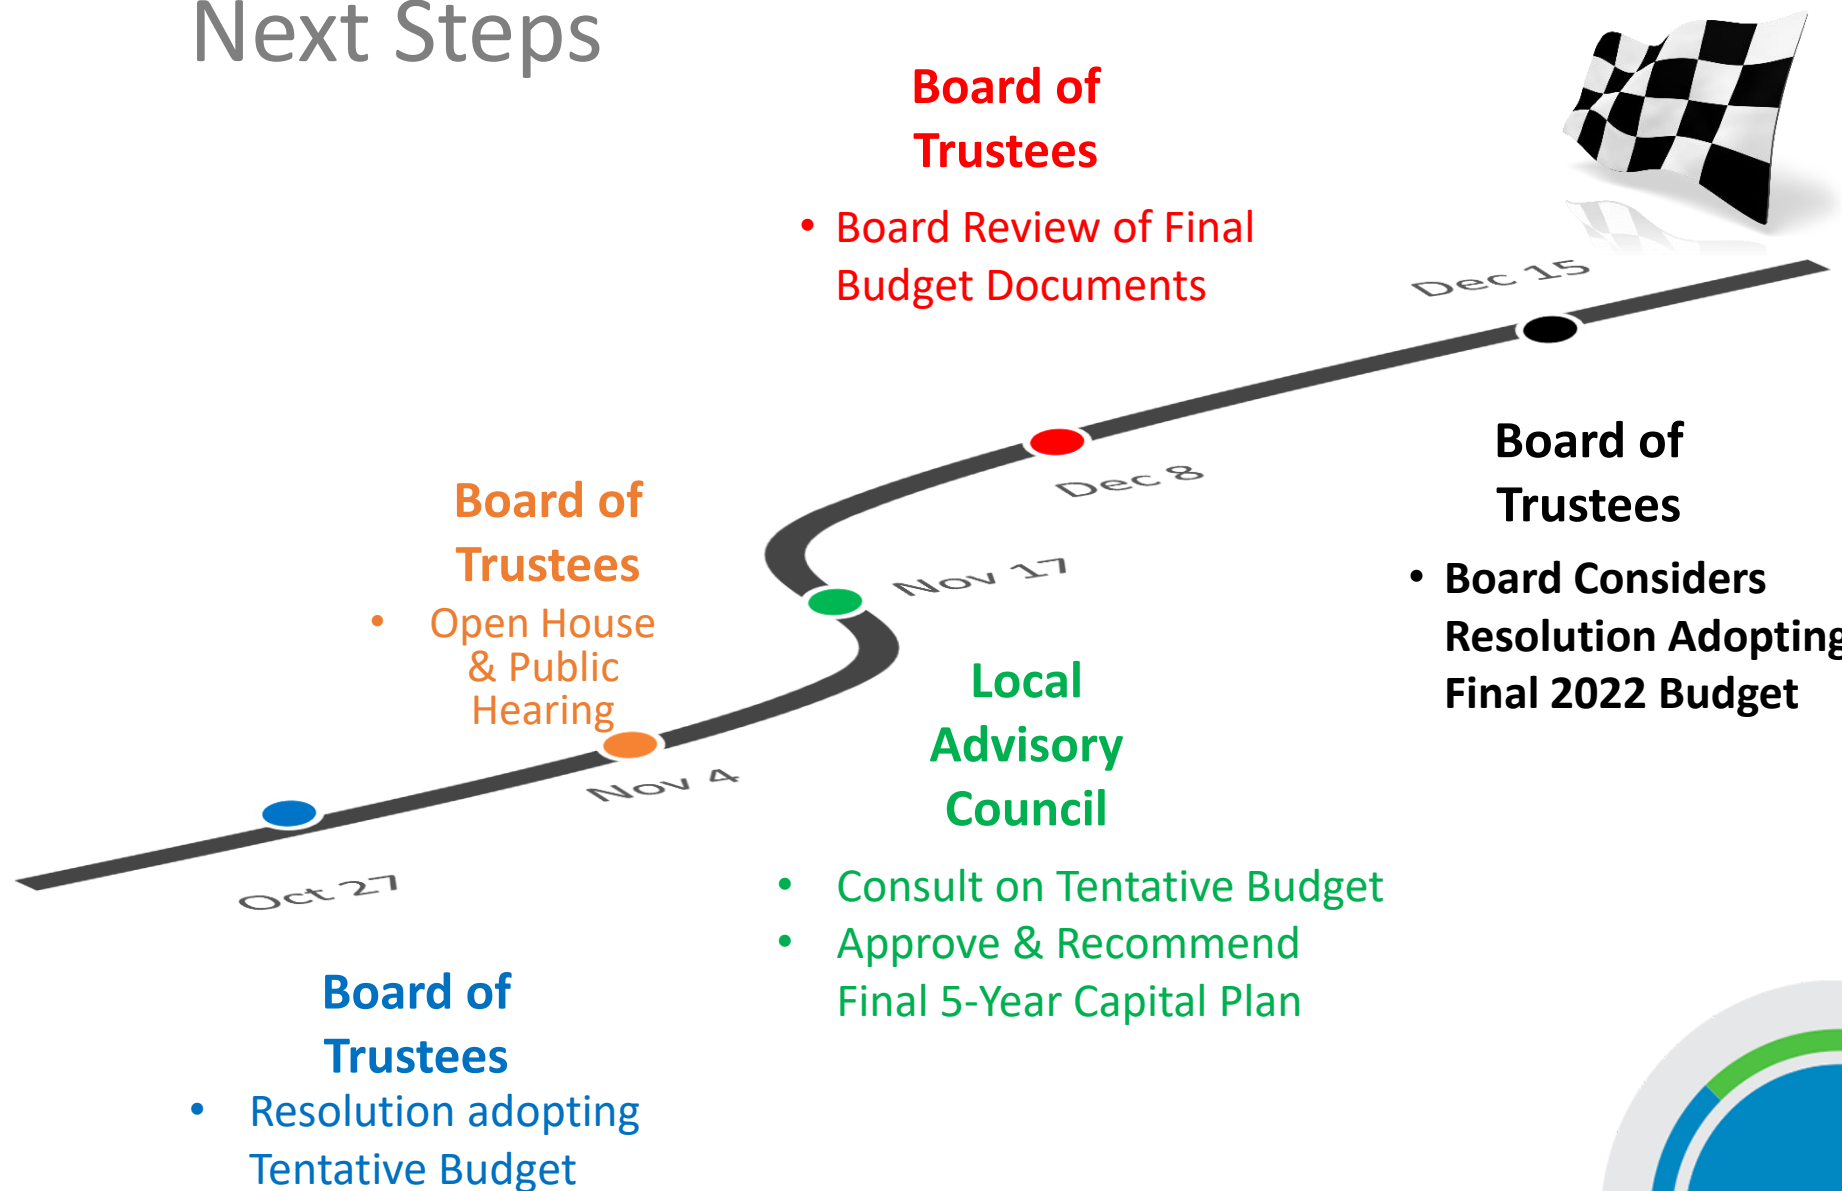 Next Steps
Board of
Trustees
• Board Review of Final
Budget Documents
Dec 15
Board of
Trustees
• Board Considers
Resolution Adopting
Final 2022 Budget
Dec 8
Board of
Trustees
• Open House
& Public
Hearing
Nov 17
Local
Advisory
Council
• Consult on Tentative Budget
• Approve & Recommend
Final 5-Year Capital Plan
Nov 4
Oct 27
Board of
Trustees
• Resolution adopting
Tentative Budget